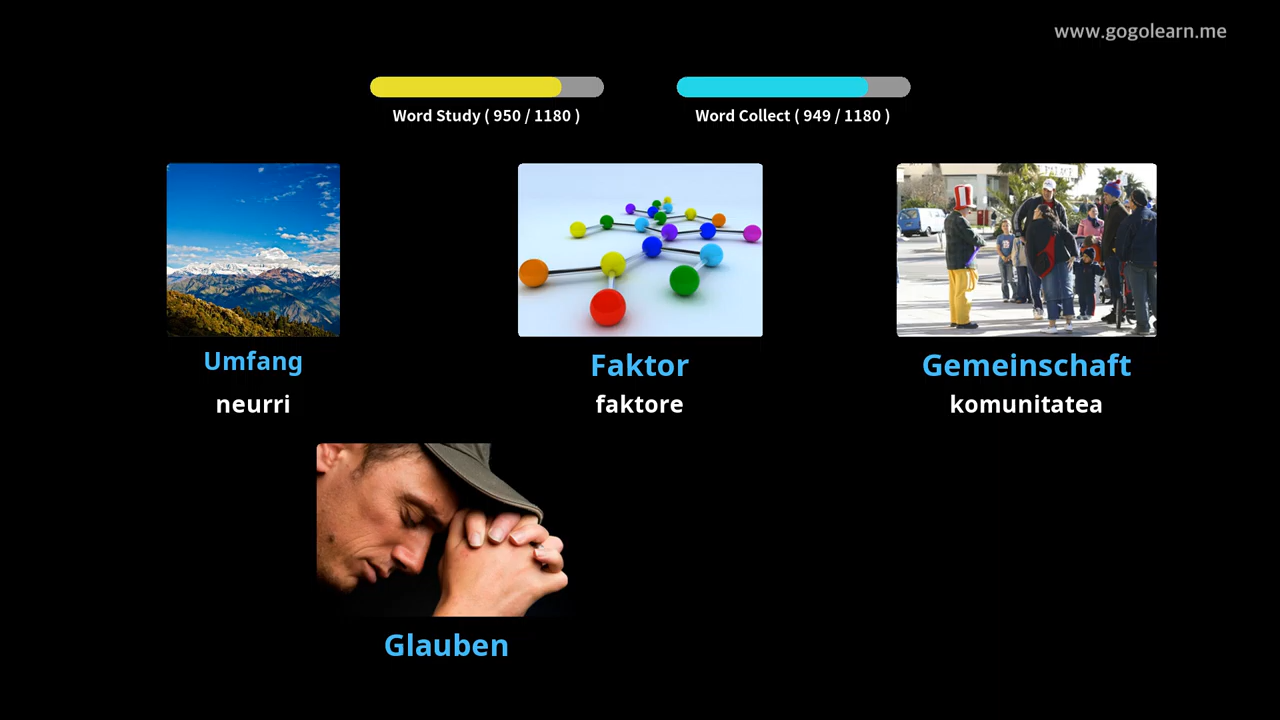 www.gogolearn.me
Word Study ( 950 / 1180 )
Word Collect ( 949 / 1180 )
Umfang
neurri
Faktor
faktore
Gemeinschaft
komunitatea
Glauben